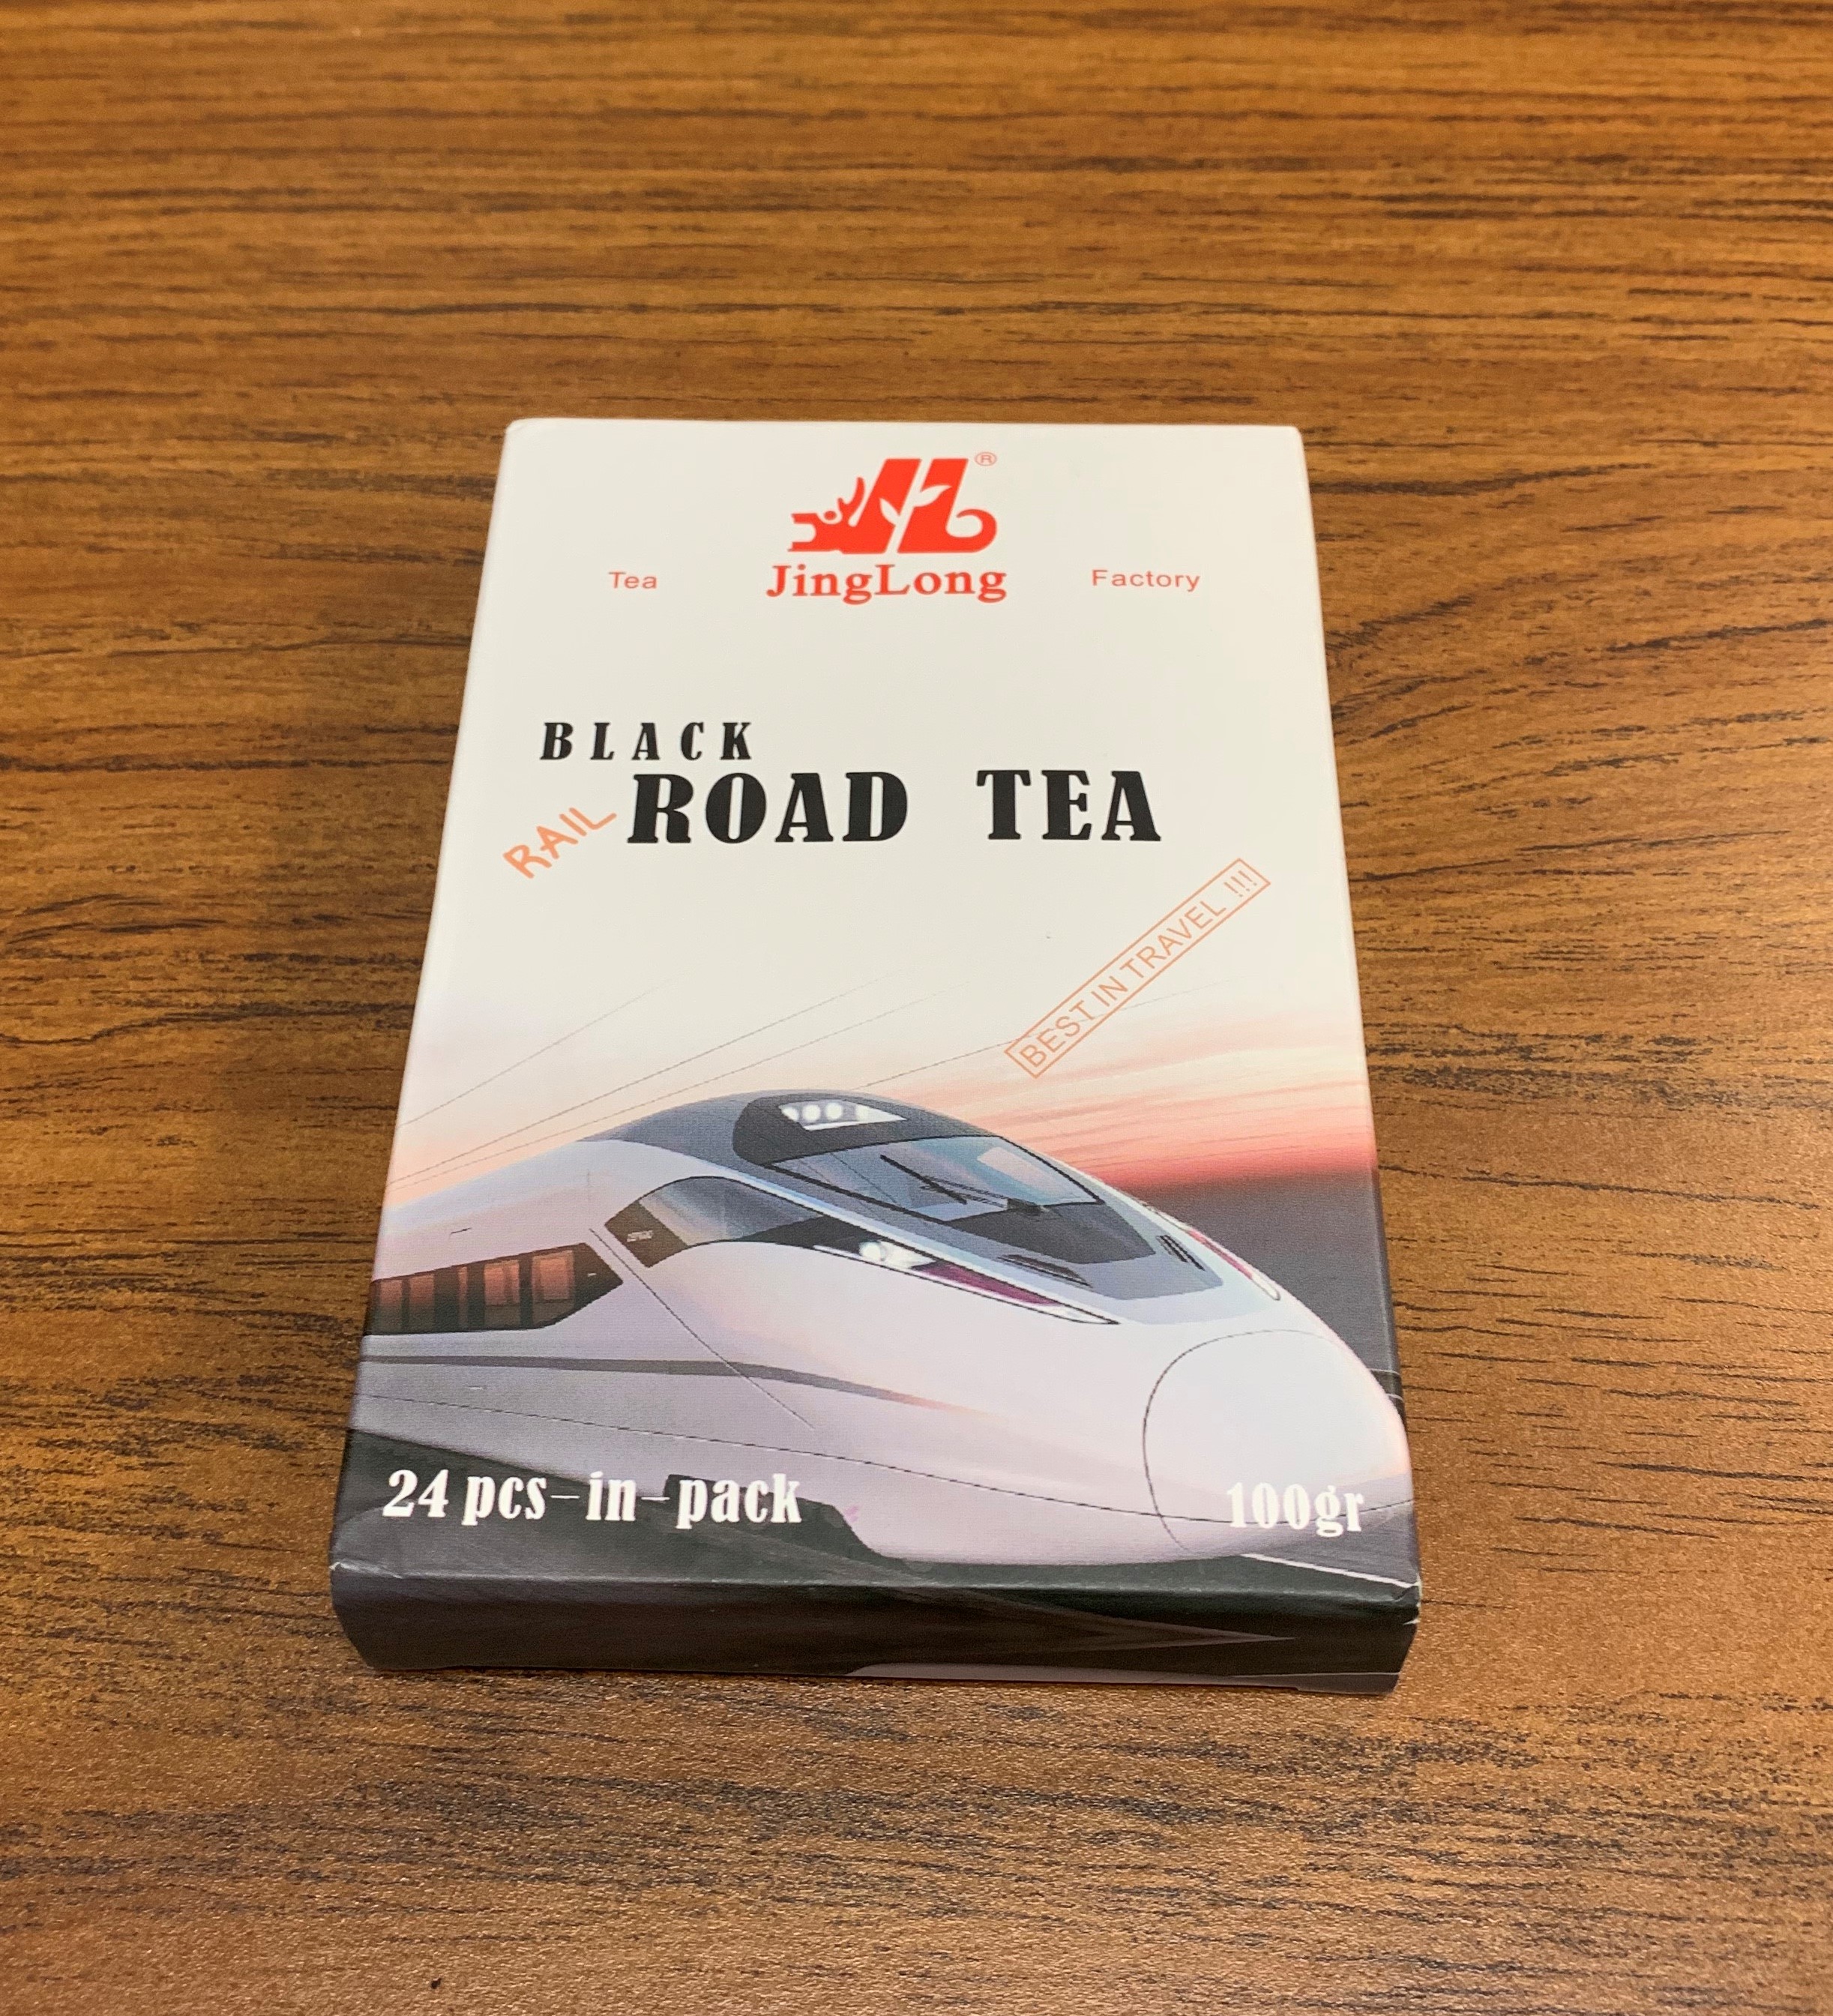 ®
JingLong
Tea Factory
BLACK
RAIL ROAD TEA
BEST IN TRAVEL !!!
24 pcs-in-pack
100gr